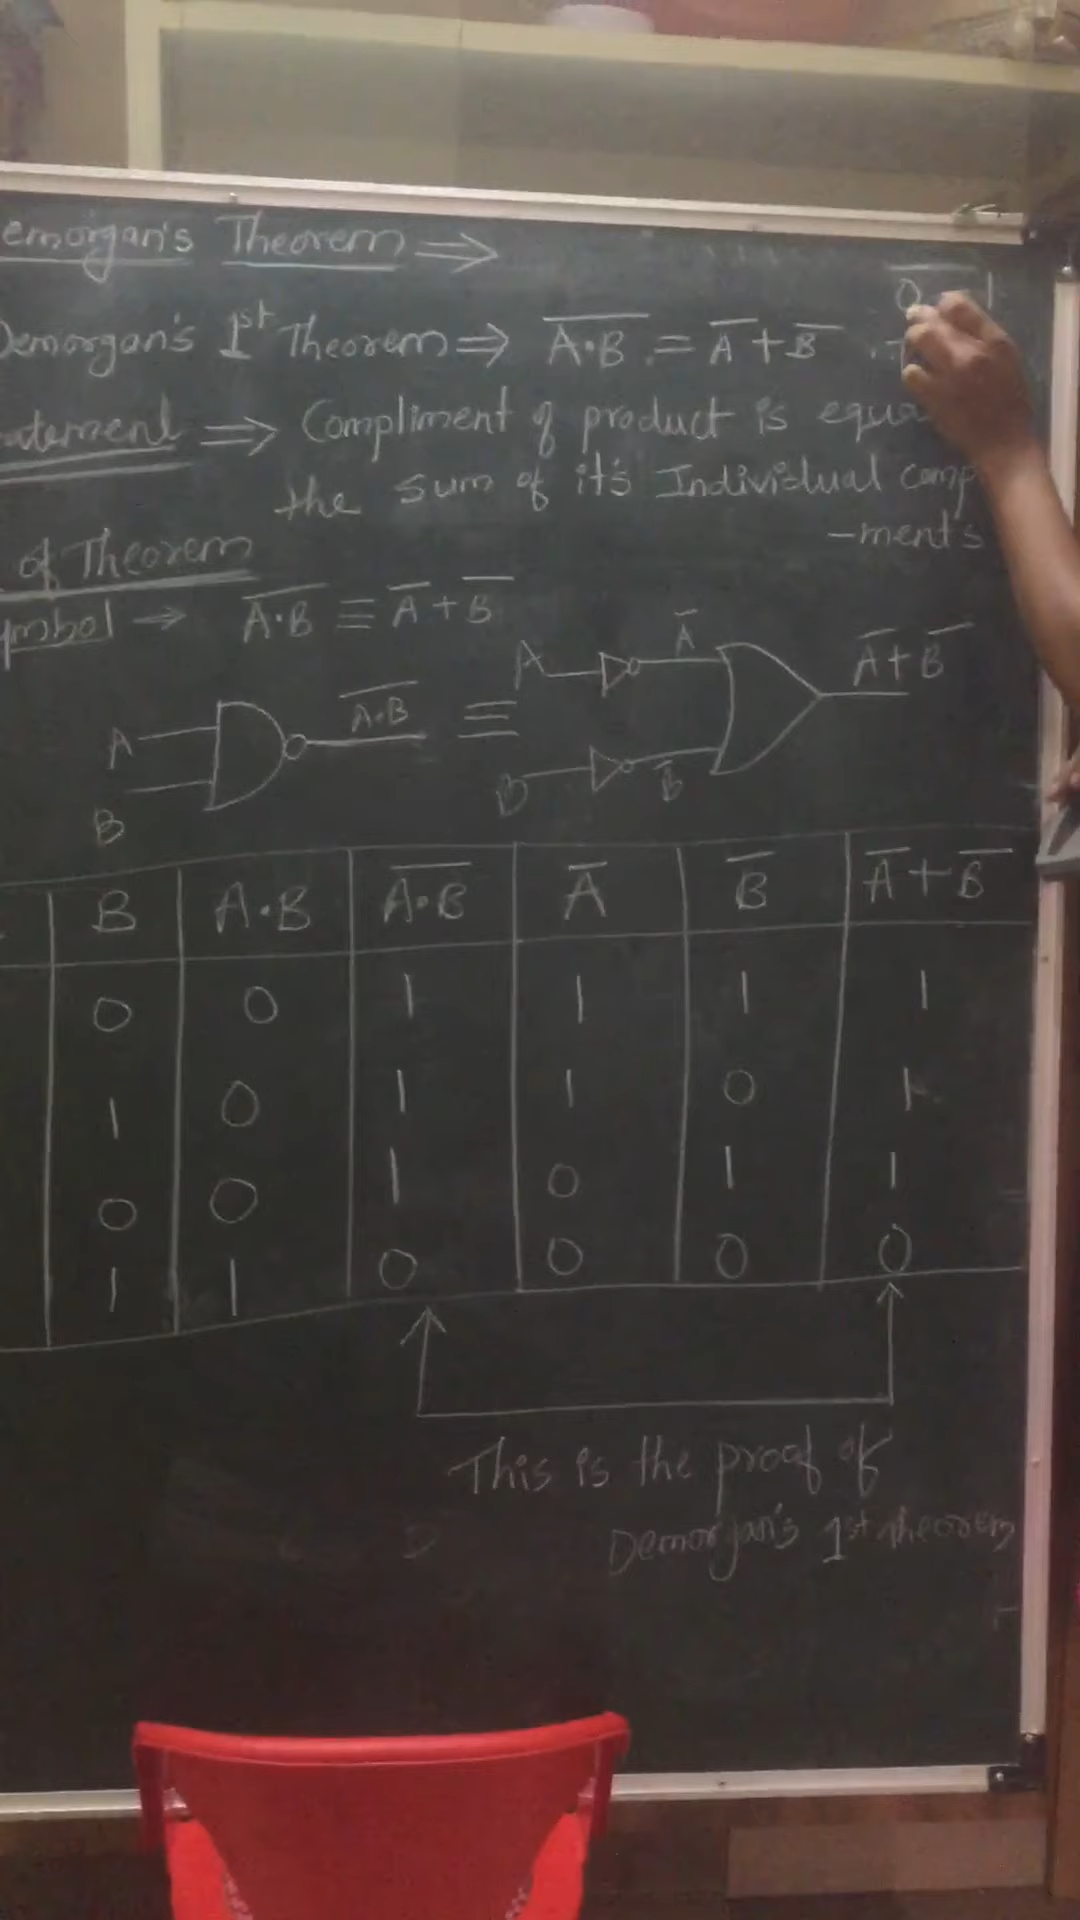 emorgan's Theorem ⇒
Demorgan's 1st Theorem ⇒ A̅·̅B̅ = A̅ + B̅
atement ⇒ Compliment of product is equa
the sum of it's Individual comp
-ment's
of Theorem
ymbol → A̅·̅B̅ ≡ A̅ + B̅
A B A̅·̅B̅ ≡ A A̅ B B̅ A̅ + B̅
B A·B A̅·̅B̅ A̅ B̅ A̅ + B̅
0 0 1 1 1 1
1 0 1 1 0 1
0 0 1 0 1 1
1 1 0 0 0 0
This is the proof of
Demorgan's 1st theorem